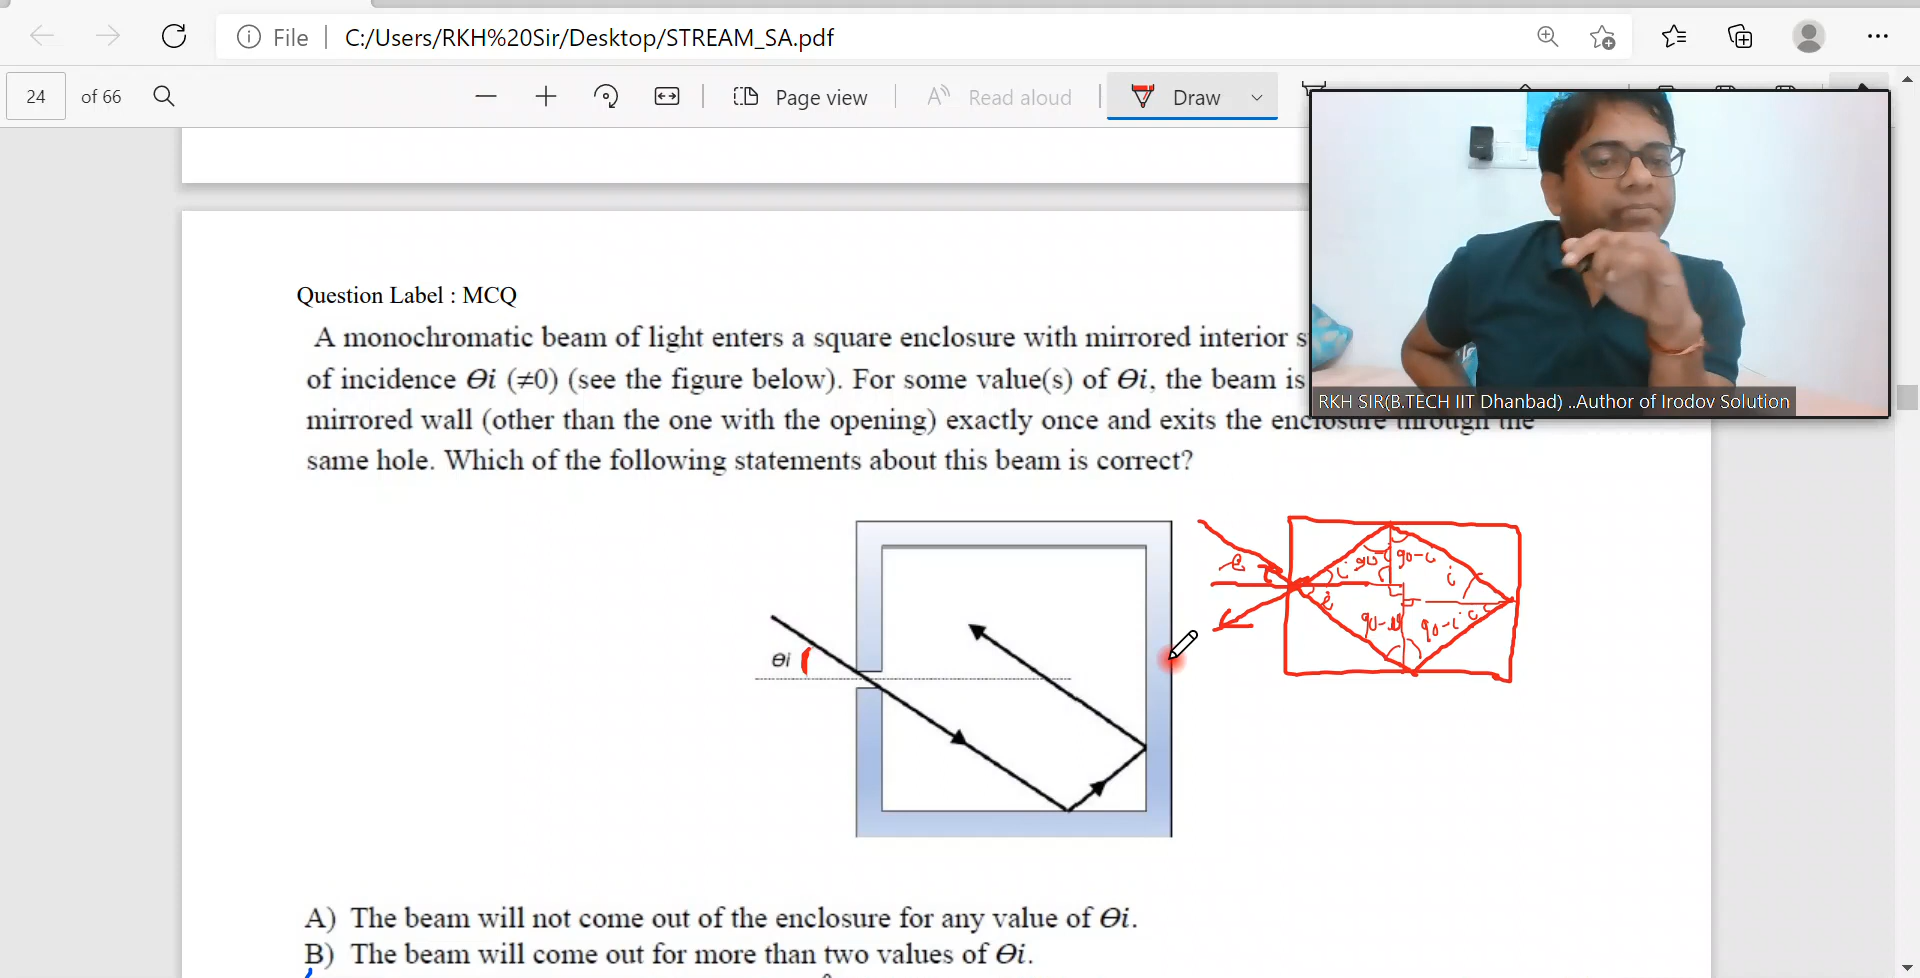 File C:/Users/RKH%20Sir/Desktop/STREAM_SA.pdf
24 of 66 Page view Read aloud Draw
Question Label : MCQ
A monochromatic beam of light enters a square enclosure with mirrored interior s
of incidence Θi (≠0) (see the figure below). For some value(s) of Θi, the beam is
RKH SIR(B.TECH IIT Dhanbad) ..Author of Irodov Solution
mirrored wall (other than the one with the opening) exactly once and exits the enclosure through the
same hole. Which of the following statements about this beam is correct?
Θi
i 90-i 90-i i
90-i 90-i
A) The beam will not come out of the enclosure for any value of Θi.
B) The beam will come out for more than two values of Θi.